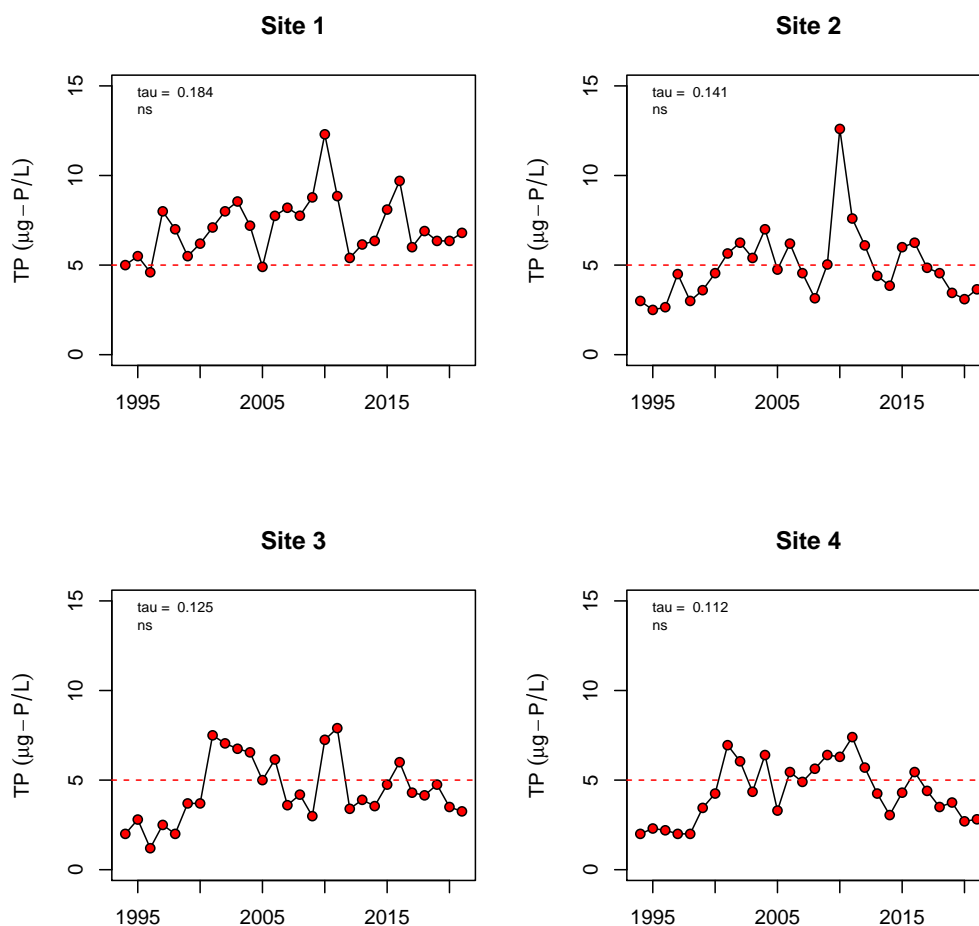 Site 1
tau = 0.184
ns
TP (μg−P/L)
15
10
5
0
1995
2005
2015
Site 2
tau = 0.141
ns
TP (μg−P/L)
15
10
5
0
1995
2005
2015
Site 3
tau = 0.125
ns
TP (μg−P/L)
15
10
5
0
1995
2005
2015
Site 4
tau = 0.112
ns
TP (μg−P/L)
15
10
5
0
1995
2005
2015